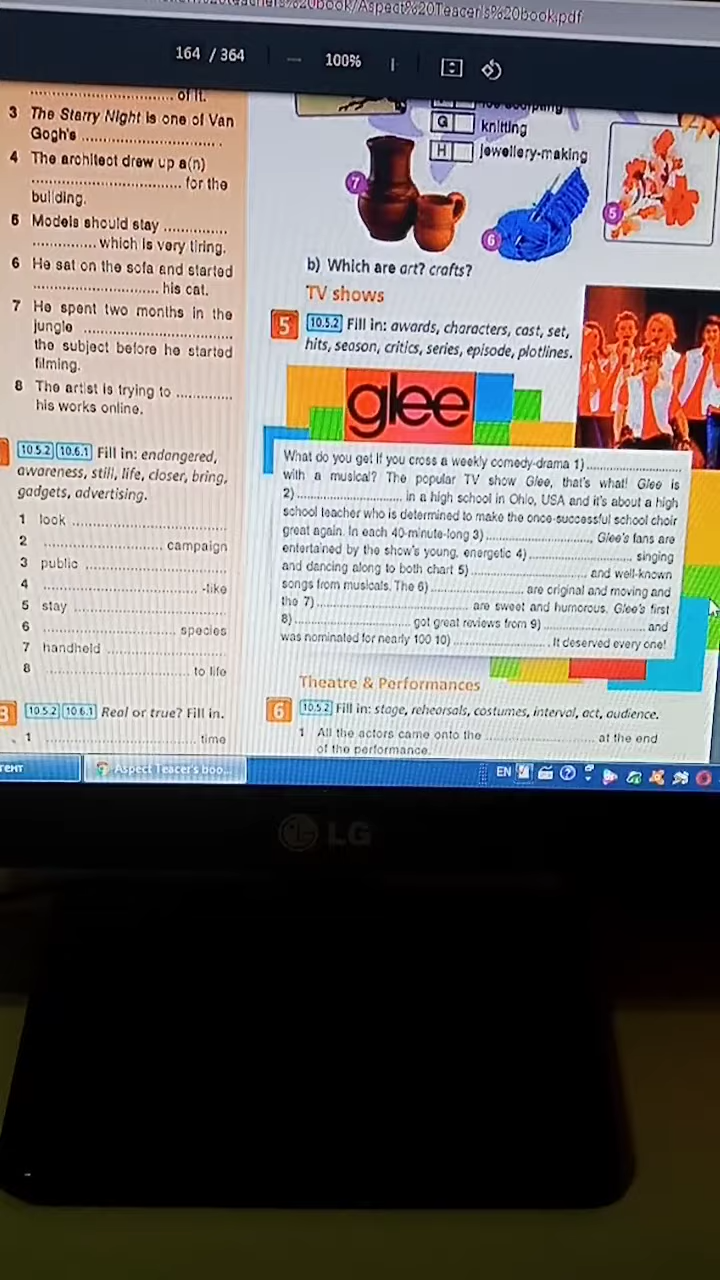 Aspect%20Teacer's%20book.pdf
164 / 364
100%
of it.
3 The Starry Night is one of Van
Gogh's
4 The architect drew up a(n)
for the
building.
5 Models should stay
which is very tiring.
6 He sat on the sofa and started
his cat.
7 He spent two months in the
jungle
the subject before he started
filming.
8 The artist is trying to
his works online.
10.5.2 10.6.1 Fill in: endangered,
awareness, still, life, closer, bring,
gadgets, advertising.
1 look
2 campaign
3 public
4 -like
5 stay
6 species
7 handheld
8 to life
3 10.5.2 10.6.1 Real or true? Fill in.
1 time
G knitting
H jewellery-making
7
6
5
b) Which are art? crafts?
TV shows
5 10.5.2 Fill in: awards, characters, cast, set,
hits, season, critics, series, episode, plotlines.
glee
What do you get if you cross a weekly comedy-drama 1)
with a musical? The popular TV show Glee, that's what! Glee is
2) in a high school in Ohio, USA and it's about a high
school teacher who is determined to make the once-successful school choir
great again. In each 40-minute-long 3) , Glee's fans are
entertained by the show's young, energetic 4) singing
and dancing along to both chart 5) and well-known
songs from musicals. The 6) are original and moving and
the 7) are sweet and humorous. Glee's first
8) got great reviews from 9) and
was nominated for nearly 100 10) . It deserved every one!
Theatre & Performances
6 10.5.2 Fill in: stage, rehearsals, costumes, interval, act, audience.
1 All the actors came onto the at the end
of the performance.
тент
Aspect Teacer's boo...
EN
LG